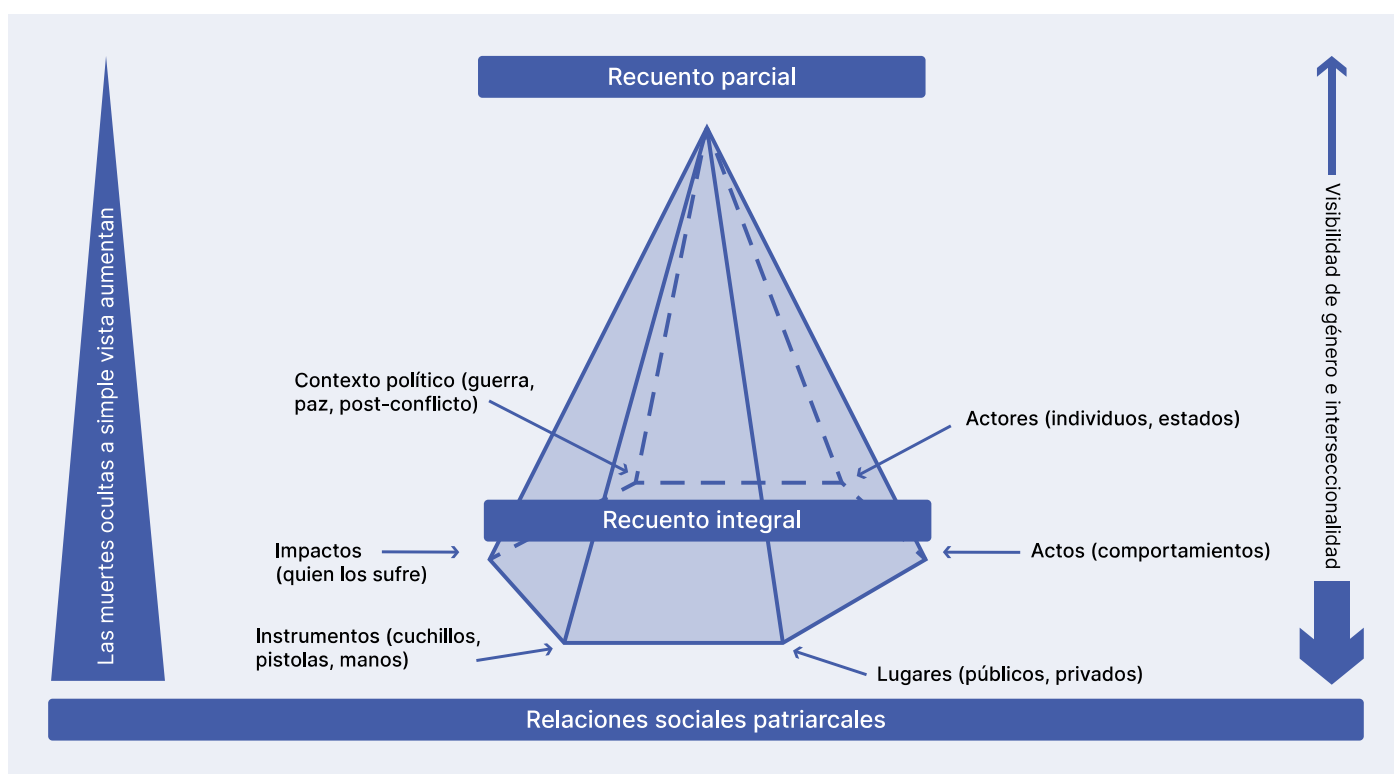 Recuento parcial
Las muertes ocultas a simple vista aumentan
Visibilidad de género e interseccionalidad
Contexto político (guerra,
paz, post-conflicto)
Actores (individuos, estados)
Recuento integral
Impactos
(quien los sufre)
Actos (comportamientos)
Instrumentos (cuchillos,
pistolas, manos)
Lugares (públicos, privados)
Relaciones sociales patriarcales